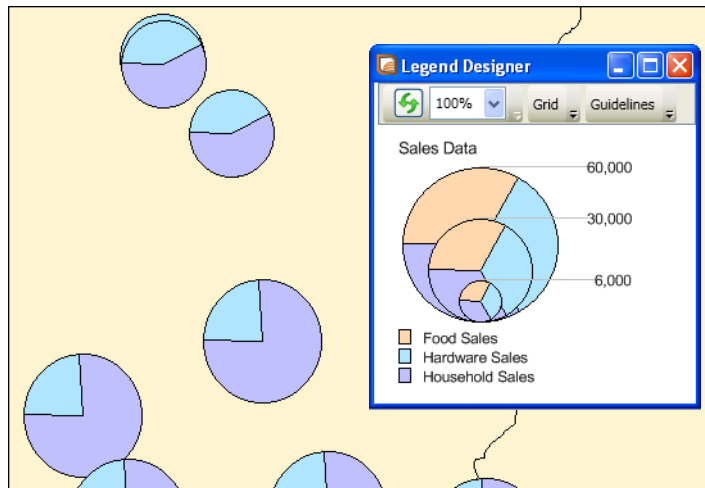 Legend Designer
100% Grid Guidelines
Sales Data
60,000
30,000
6,000
Food Sales
Hardware Sales
Household Sales